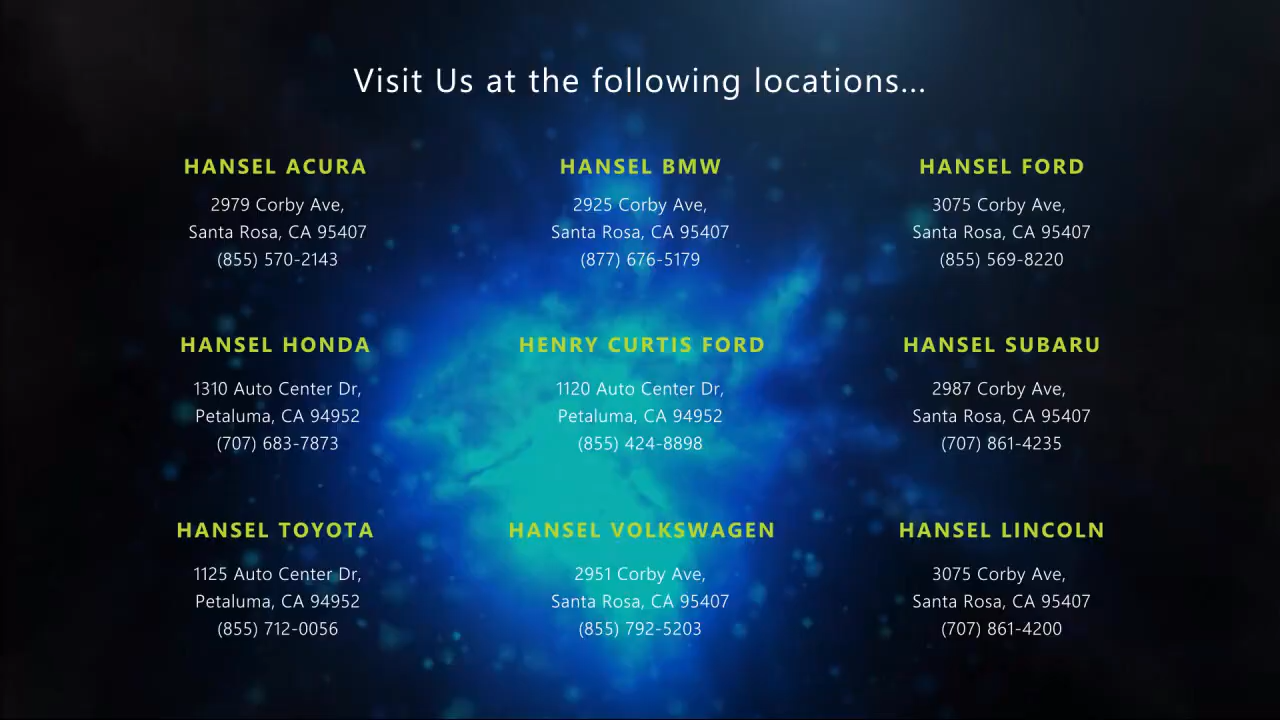 Visit Us at the following locations...
HANSEL ACURA
2979 Corby Ave,
Santa Rosa, CA 95407
(855) 570-2143
HANSEL BMW
2925 Corby Ave,
Santa Rosa, CA 95407
(877) 676-5179
HANSEL FORD
3075 Corby Ave,
Santa Rosa, CA 95407
(855) 569-8220
HANSEL HONDA
1310 Auto Center Dr,
Petaluma, CA 94952
(707) 683-7873
HENRY CURTIS FORD
1120 Auto Center Dr,
Petaluma, CA 94952
(855) 424-8898
HANSEL SUBARU
2987 Corby Ave,
Santa Rosa, CA 95407
(707) 861-4235
HANSEL TOYOTA
1125 Auto Center Dr,
Petaluma, CA 94952
(855) 712-0056
HANSEL VOLKSWAGEN
2951 Corby Ave,
Santa Rosa, CA 95407
(855) 792-5203
HANSEL LINCOLN
3075 Corby Ave,
Santa Rosa, CA 95407
(707) 861-4200